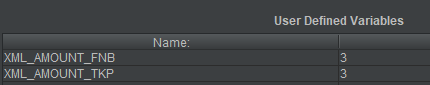 User Defined Variables
Name:
XML_AMOUNT_FNB 3
XML_AMOUNT_TKP 3